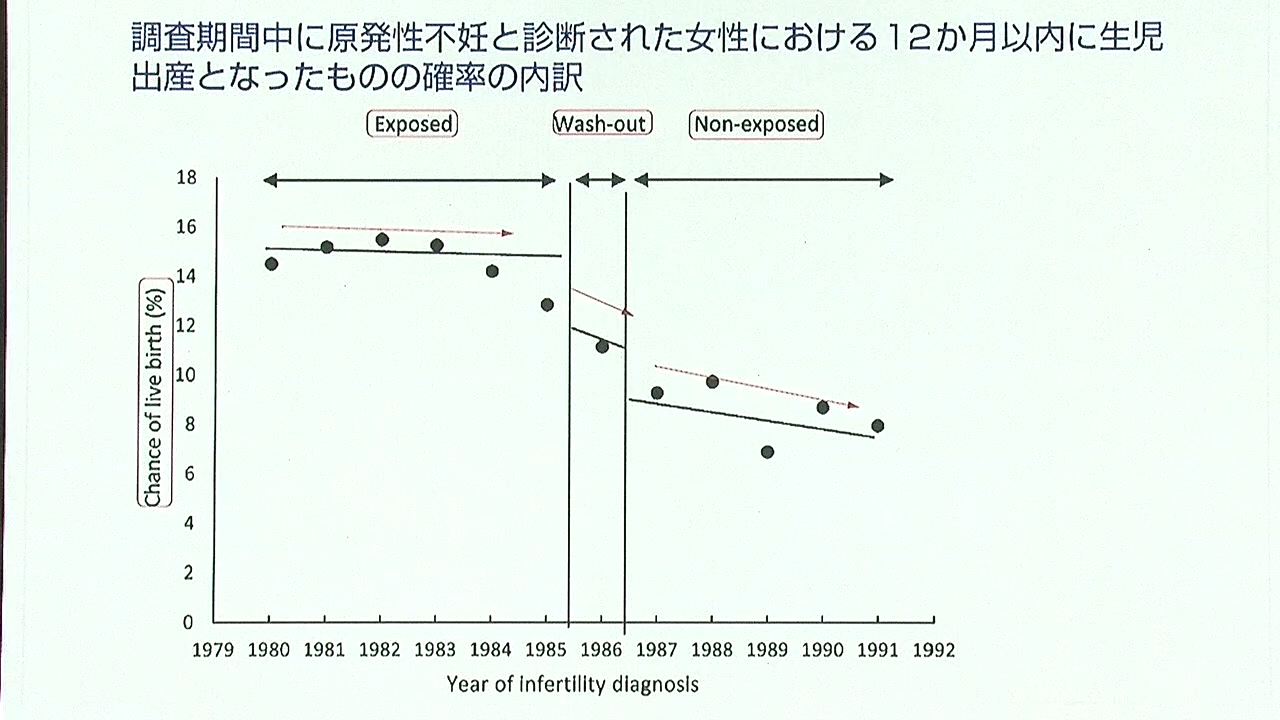 調査期間中に原発性不妊と診断された女性における12か月以内に生児
出産となったものの確率の内訳
Exposed
Wash-out
Non-exposed
Chance of live birth (%)
18
16
14
12
10
8
6
4
2
0
1979 1980 1981 1982 1983 1984 1985 1986 1987 1988 1989 1990 1991 1992
Year of infertility diagnosis